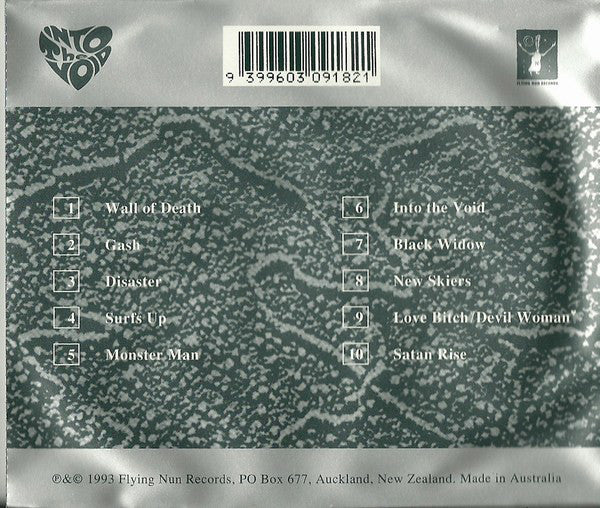 INTO
the
VOID
9 399603 091821
FLYING NUN RECORDS
1 Wall of Death
2 Gash
3 Disaster
4 Surfs Up
5 Monster Man
6 Into the Void
7 Black Widow
8 New Skiers
9 Love Bitch/Devil Woman*
10 Satan Rise
℗&© 1993 Flying Nun Records, PO Box 677, Auckland, New Zealand. Made in Australia